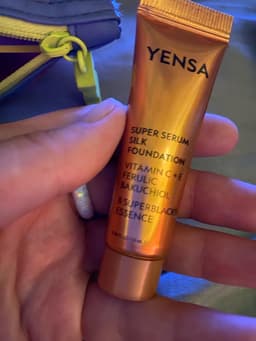 YENSA
SUPER SERUM
SILK
FOUNDATION
VITAMIN C + E
FERULIC
BAKUCHIOL
8 SUPERBLACK
ESSENCE